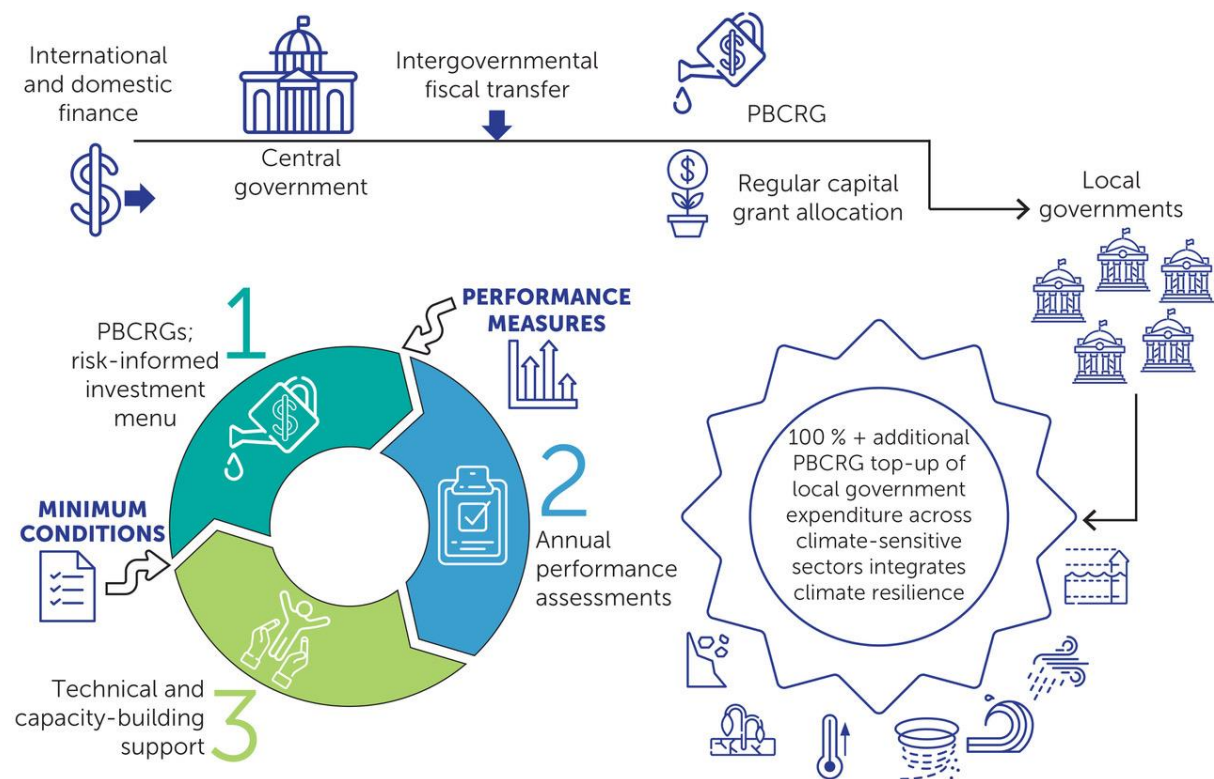 International
and domestic
finance
Central
government
Intergovernmental
fiscal transfer
PBCRG
Regular capital
grant allocation
Local
governments
1
PBCRGs;
risk-informed
investment
menu
PERFORMANCE
MEASURES
2
Annual
performance
assessments
MINIMUM
CONDITIONS
3
Technical and
capacity-building
support
100 % + additional
PBCRG top-up of
local government
expenditure across
climate-sensitive
sectors integrates
climate resilience